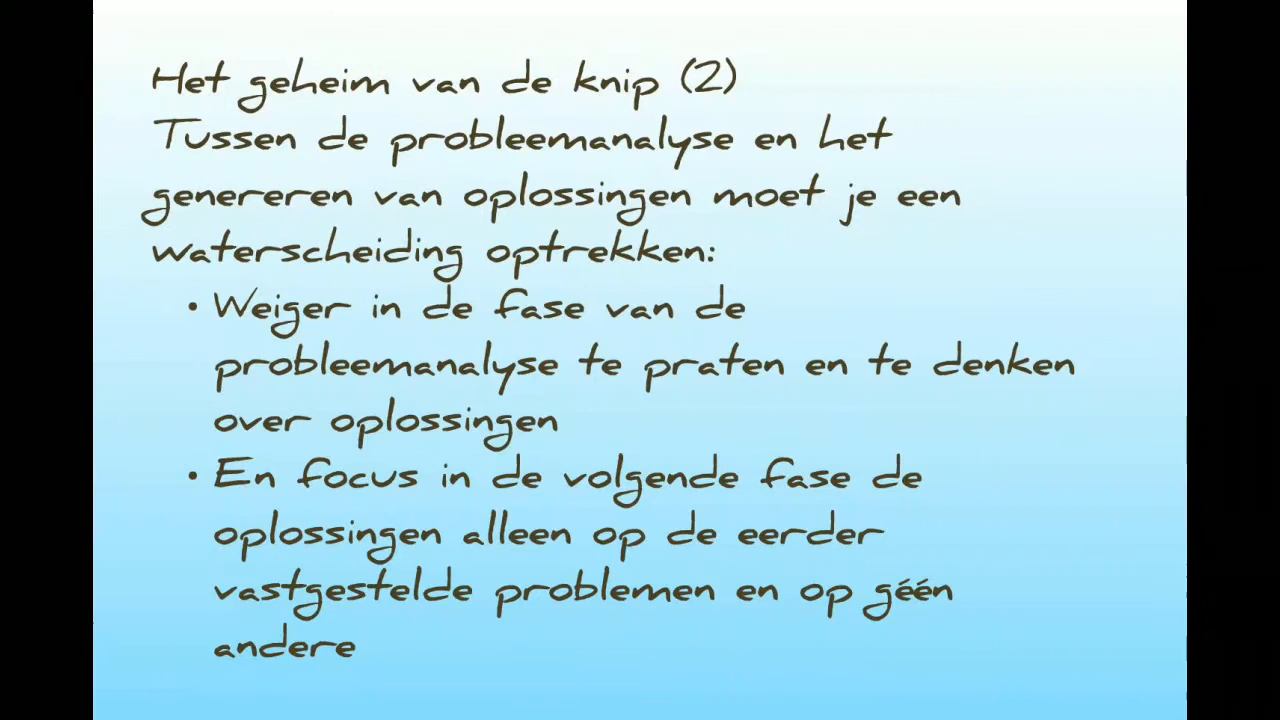 Het geheim van de knip (2)
Tussen de probleemanalyse en het
genereren van oplossingen moet je een
waterscheiding optrekken:
• Weiger in de fase van de
probleemanalyse te praten en te denken
over oplossingen
• En focus in de volgende fase de
oplossingen alleen op de eerder
vastgestelde problemen en op géén
andere